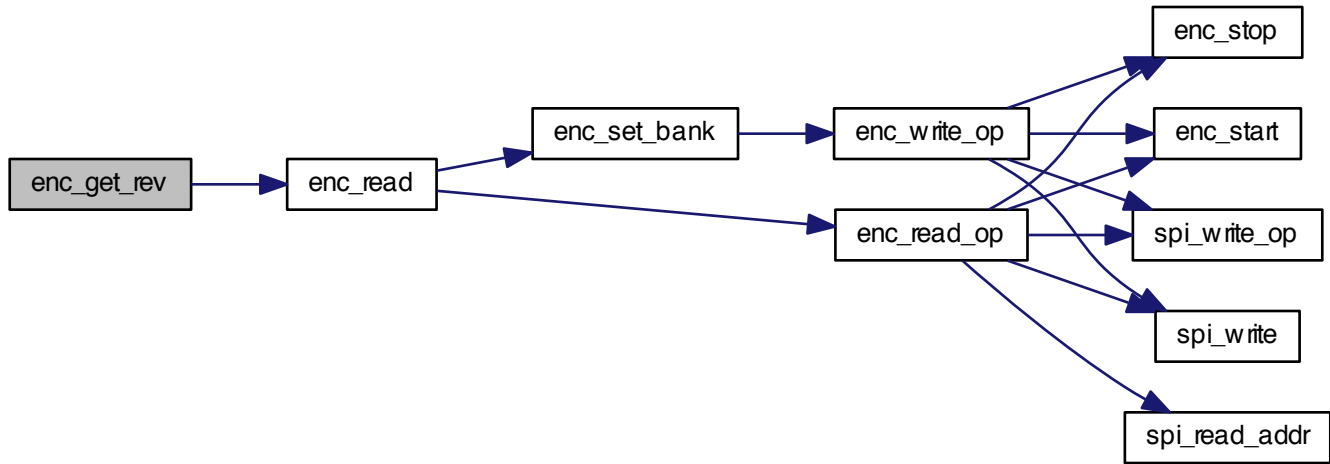 enc_stop
enc_set_bank
enc_write_op
enc_start
enc_get_rev
enc_read
enc_read_op
spi_write_op
spi_write
spi_read_addr